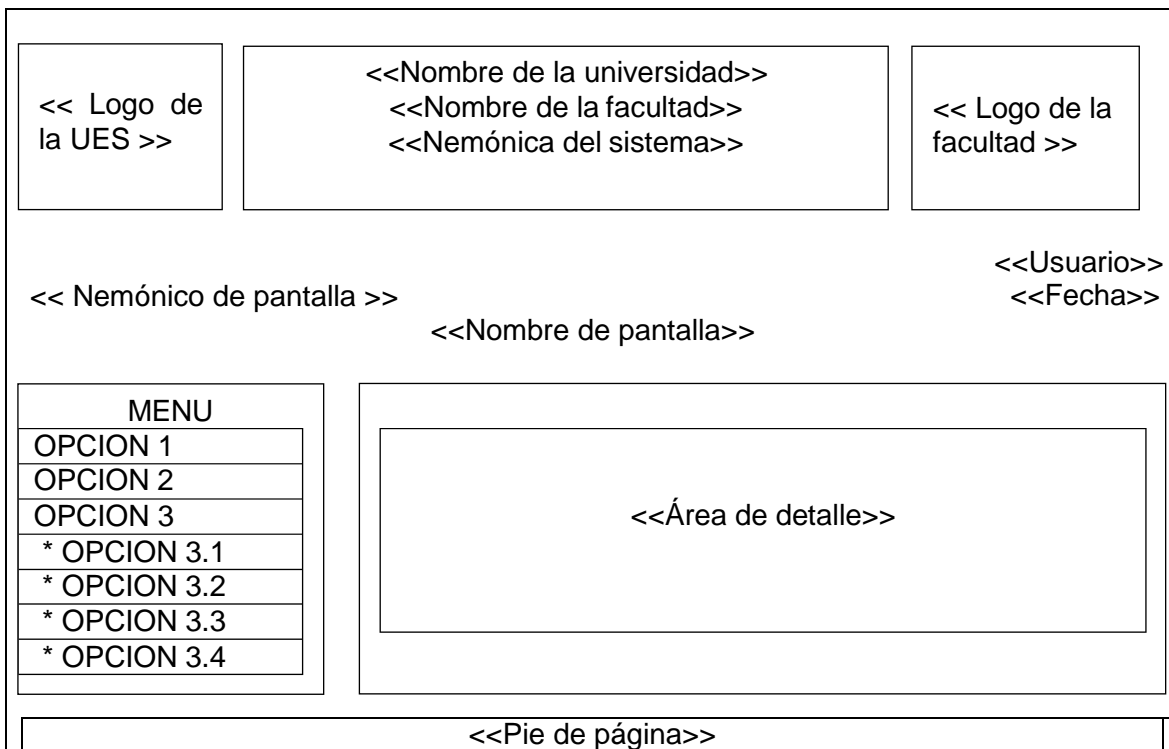 << Logo de
la UES >>
<<Nombre de la universidad>>
<<Nombre de la facultad>>
<<Nemónica del sistema>>
<< Logo de la
facultad >>
<<Usuario>>
<< Nemónico de pantalla >>
<<Fecha>>
<<Nombre de pantalla>>
MENU
OPCION 1
OPCION 2
OPCION 3
* OPCION 3.1
* OPCION 3.2
* OPCION 3.3
* OPCION 3.4
<<Área de detalle>>
<<Pie de página>>